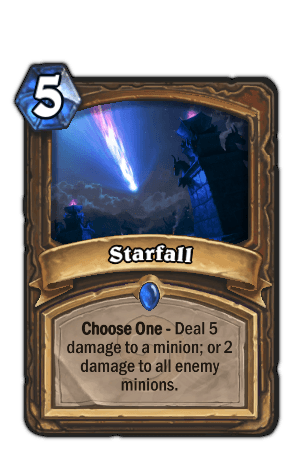 5
Starfall
Choose One - Deal 5
damage to a minion; or 2
damage to all enemy
minions.